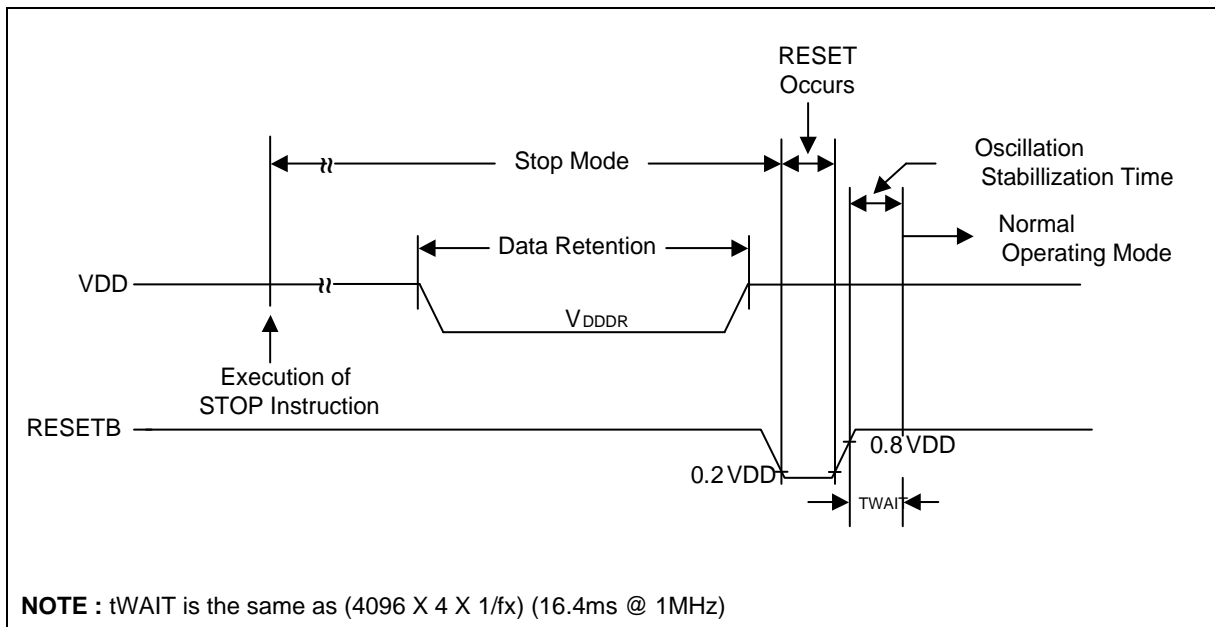 RESET
Occurs
Stop Mode
Oscillation
Stabillization Time
Normal
Operating Mode
Data Retention
VDD
VDDDR
Execution of
STOP Instruction
RESETB
0.8 VDD
0.2 VDD
TWAIT
NOTE : tWAIT is the same as (4096 X 4 X 1/fx) (16.4ms @ 1MHz)